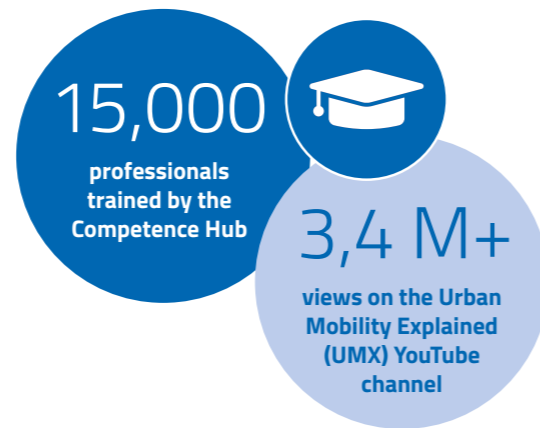 15,000
professionals
trained by the
Competence Hub
3,4 M+
views on the Urban
Mobility Explained
(UMX) YouTube
channel